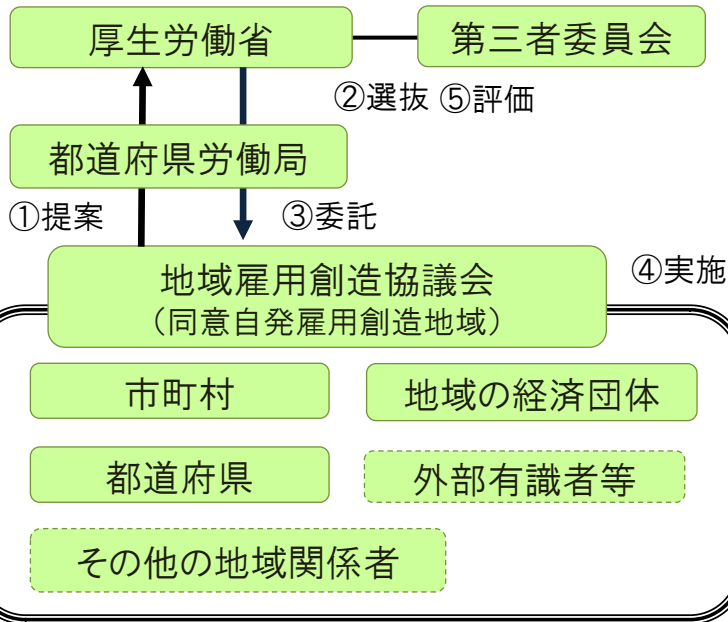 厚生労働省
第三者委員会
②選抜 ⑤評価
都道府県労働局
①提案
③委託
地域雇用創造協議会
（同意自発雇用創造地域）
④実施
市町村
地域の経済団体
都道府県
外部有識者等
その他の地域関係者